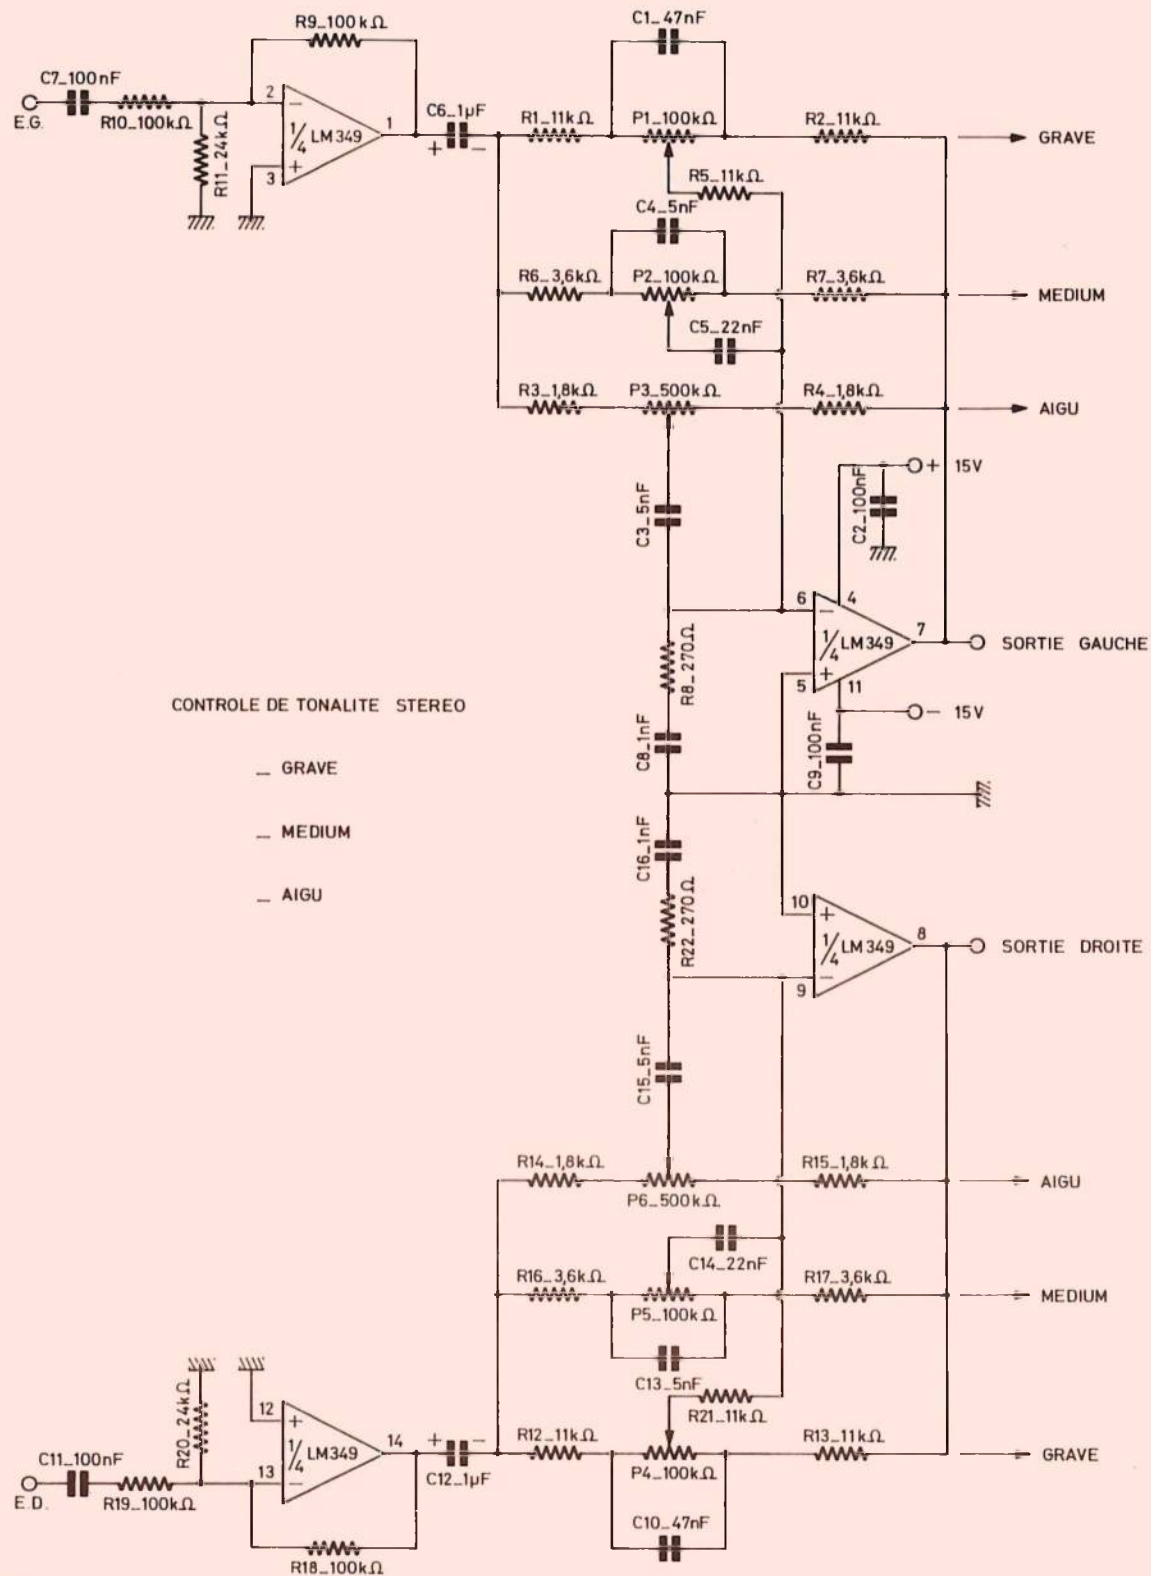 R9_100kΩ
C1_47nF
C7_100nF
2
−
1
C6_1μF
R1_11kΩ
P1_100kΩ
R2_11kΩ
E.G.
R10_100kΩ
1/4 LM349
+ −
GRAVE
R11_24kΩ
+
3
R5_11kΩ
C4_5nF
R6_3,6kΩ
P2_100kΩ
R7_3,6kΩ
MEDIUM
C5_22nF
R3_1,8kΩ
P3_500kΩ
R4_1,8kΩ
AIGU
+ 15V
C3_5nF
C2_100nF
6
4
−
7
1/4 LM349
SORTIE GAUCHE
R8_270Ω
+
5
11
CONTROLE DE TONALITE STEREO
− 15V
C8_1nF
C9_100nF
_ GRAVE
_ MEDIUM
C16_1nF
_ AIGU
10
+
R22_270Ω
8
1/4 LM349
SORTIE DROITE
−
9
C15_5nF
R14_1,8kΩ
R15_1,8kΩ
AIGU
P6_500kΩ
C14_22nF
R16_3,6kΩ
R17_3,6kΩ
MEDIUM
P5_100kΩ
C13_5nF
R20_24kΩ
R21_11kΩ
12
+
14
+ −
R12_11kΩ
R13_11kΩ
1/4 LM349
GRAVE
C11_100nF
13
−
C12_1μF
P4_100kΩ
E.D.
R19_100kΩ
C10_47nF
R18_100kΩ